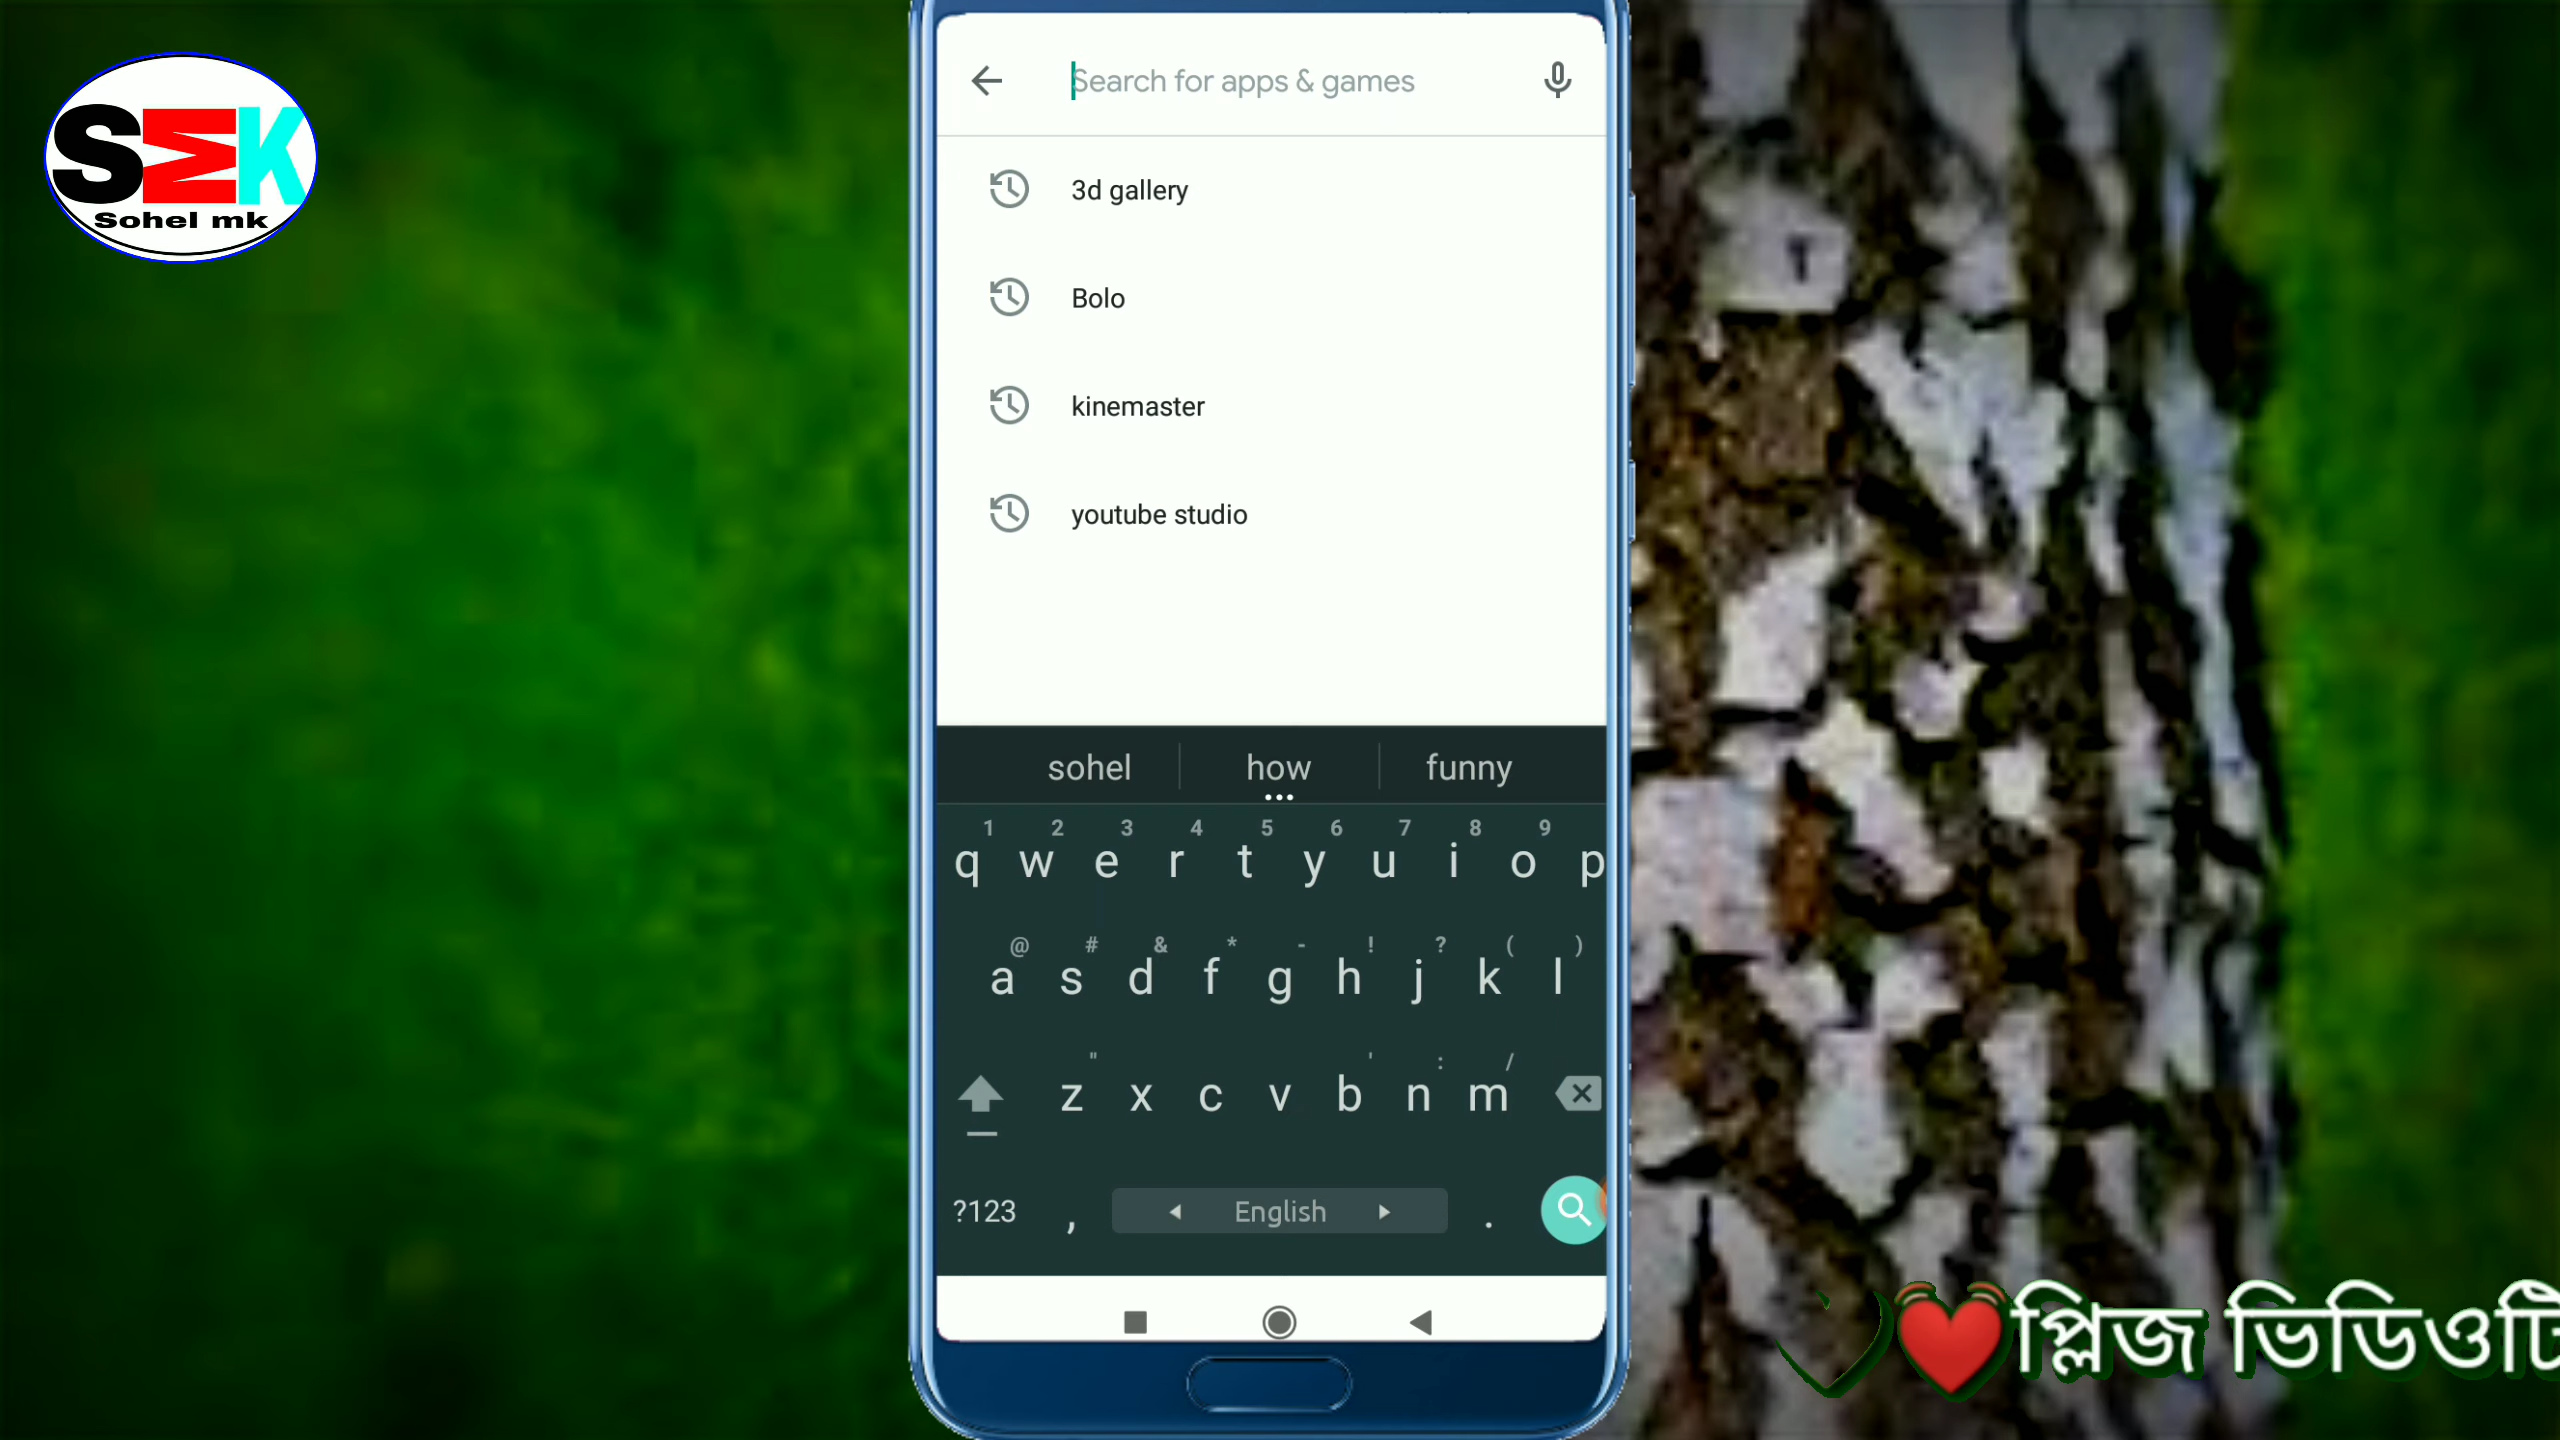 SMK
Sohel mk
Search for apps & games
3d gallery
Bolo
kinemaster
youtube studio
sohel how funny
1 2 3 4 5 6 7 8 9
q w e r t y u i o p
@ # & * - ! ? ( )
a s d f g h j k l
" ' : /
z x c v b n m
?123 , English .
প্লিজ ভিডিওটি